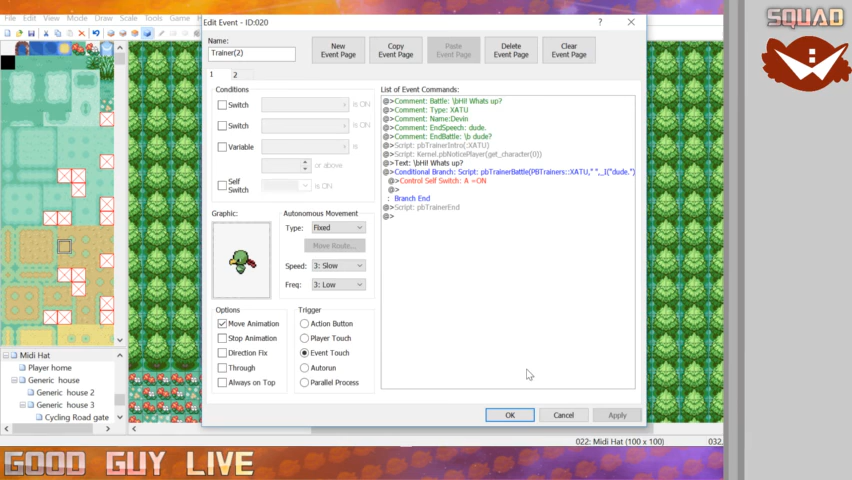 Edit Event - ID:020
?
File Edit View Mode Draw Scale Tools Game
SQUAD
Name:
Trainer(2)
New Event Page
Copy Event Page
Paste Event Page
Delete Event Page
Clear Event Page
1 2
Conditions
Switch is ON
Switch is ON
Variable is
or above
Self Switch is ON
Graphic:
Autonomous Movement
Type: Fixed
Move Route...
Speed: 3: Slow
Freq: 3: Low
Options
Move Animation
Stop Animation
Direction Fix
Through
Always on Top
Trigger
Action Button
Player Touch
Event Touch
Autorun
Parallel Process
List of Event Commands:
@>Comment: Battle: \bHI! Whats up?
@>Comment: Type: XATU
@>Comment: Name:Devin
@>Comment: EndSpeech: dude.
@>Comment: EndBattle: \b dude?
@>Script: pbTrainerIntro(:XATU)
@>Script: Kernel.pbNoticePlayer(get_character(0))
@>Text: \bHI! Whats up?
@>Conditional Branch: Script: pbTrainerBattle(PBTrainers::XATU," ",_I("dude.")
@>Control Self Switch: A =ON
@>
: Branch End
@>Script: pbTrainerEnd
@>
OK Cancel Apply
Midi Hat
Player home
Generic house
Generic house 2
Generic house 3
Cycling Road gate
022: Midi Hat (100 x 100)
032,
GOOD GUY LIVE